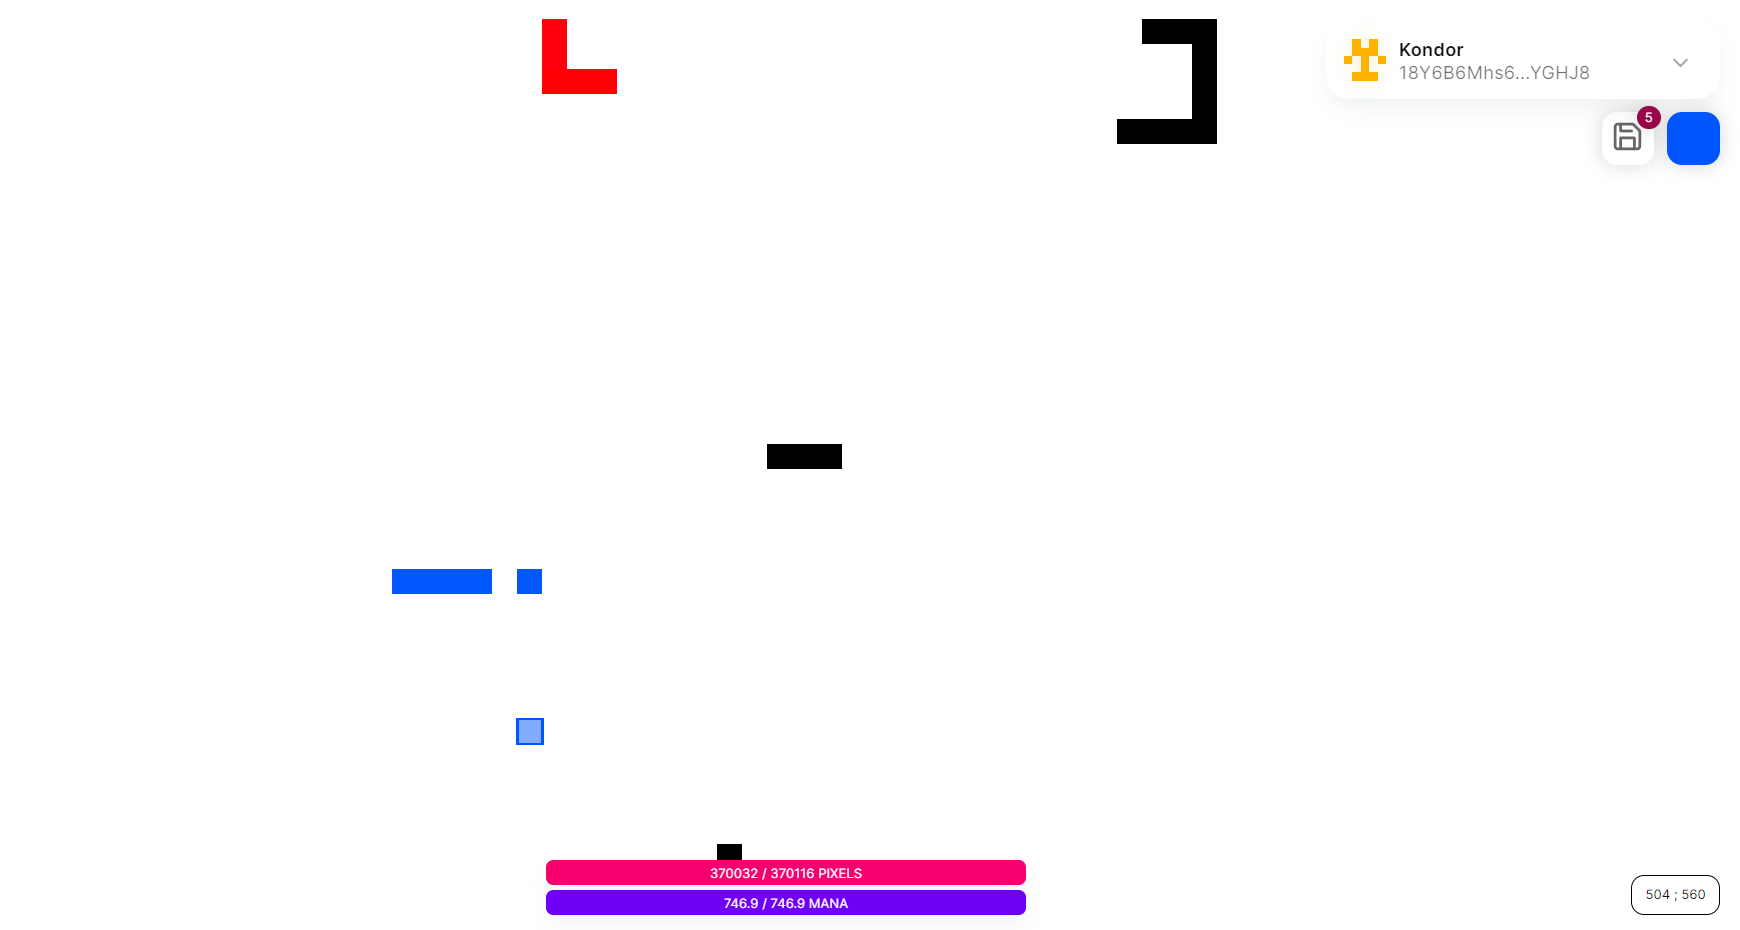 Kondor
18Y6B6Mhs6...YGHJ8
5
370032 / 370116 PIXELS
746.9 / 746.9 MANA
504 ; 560